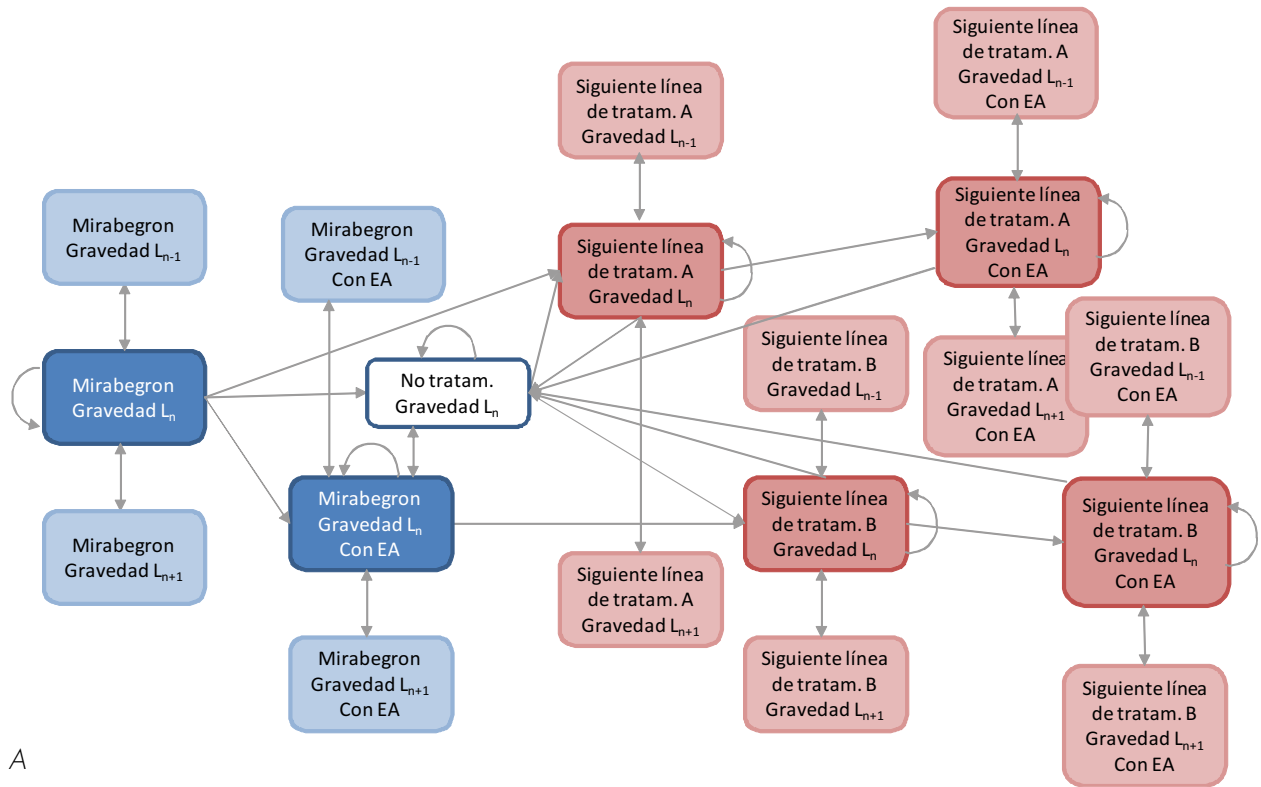 Mirabegron
Gravedad Ln-1
Mirabegron
Gravedad Ln
Mirabegron
Gravedad Ln+1
Mirabegron
Gravedad Ln-1
Con EA
No tratam.
Gravedad Ln
Mirabegron
Gravedad Ln
Con EA
Mirabegron
Gravedad Ln+1
Con EA
Siguiente línea
de tratam. A
Gravedad Ln-1
Siguiente línea
de tratam. A
Gravedad Ln
Siguiente línea
de tratam. A
Gravedad Ln+1
Siguiente línea
de tratam. B
Gravedad Ln-1
Siguiente línea
de tratam. B
Gravedad Ln
Siguiente línea
de tratam. B
Gravedad Ln+1
Siguiente línea
de tratam. A
Gravedad Ln-1
Con EA
Siguiente línea
de tratam. A
Gravedad Ln
Con EA
Siguiente línea
de tratam. A
Gravedad Ln+1
Con EA
Siguiente línea
de tratam. B
Gravedad Ln-1
Con EA
Siguiente línea
de tratam. B
Gravedad Ln
Con EA
Siguiente línea
de tratam. B
Gravedad Ln+1
Con EA
A